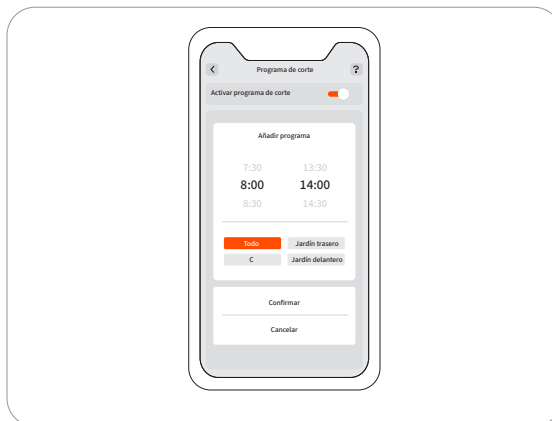 Programa de corte ?
Activar programa de corte
Añadir programa
7:30 13:30
8:00 14:00
8:30 14:30
Todo Jardín trasero
C Jardín delantero
Confirmar
Cancelar